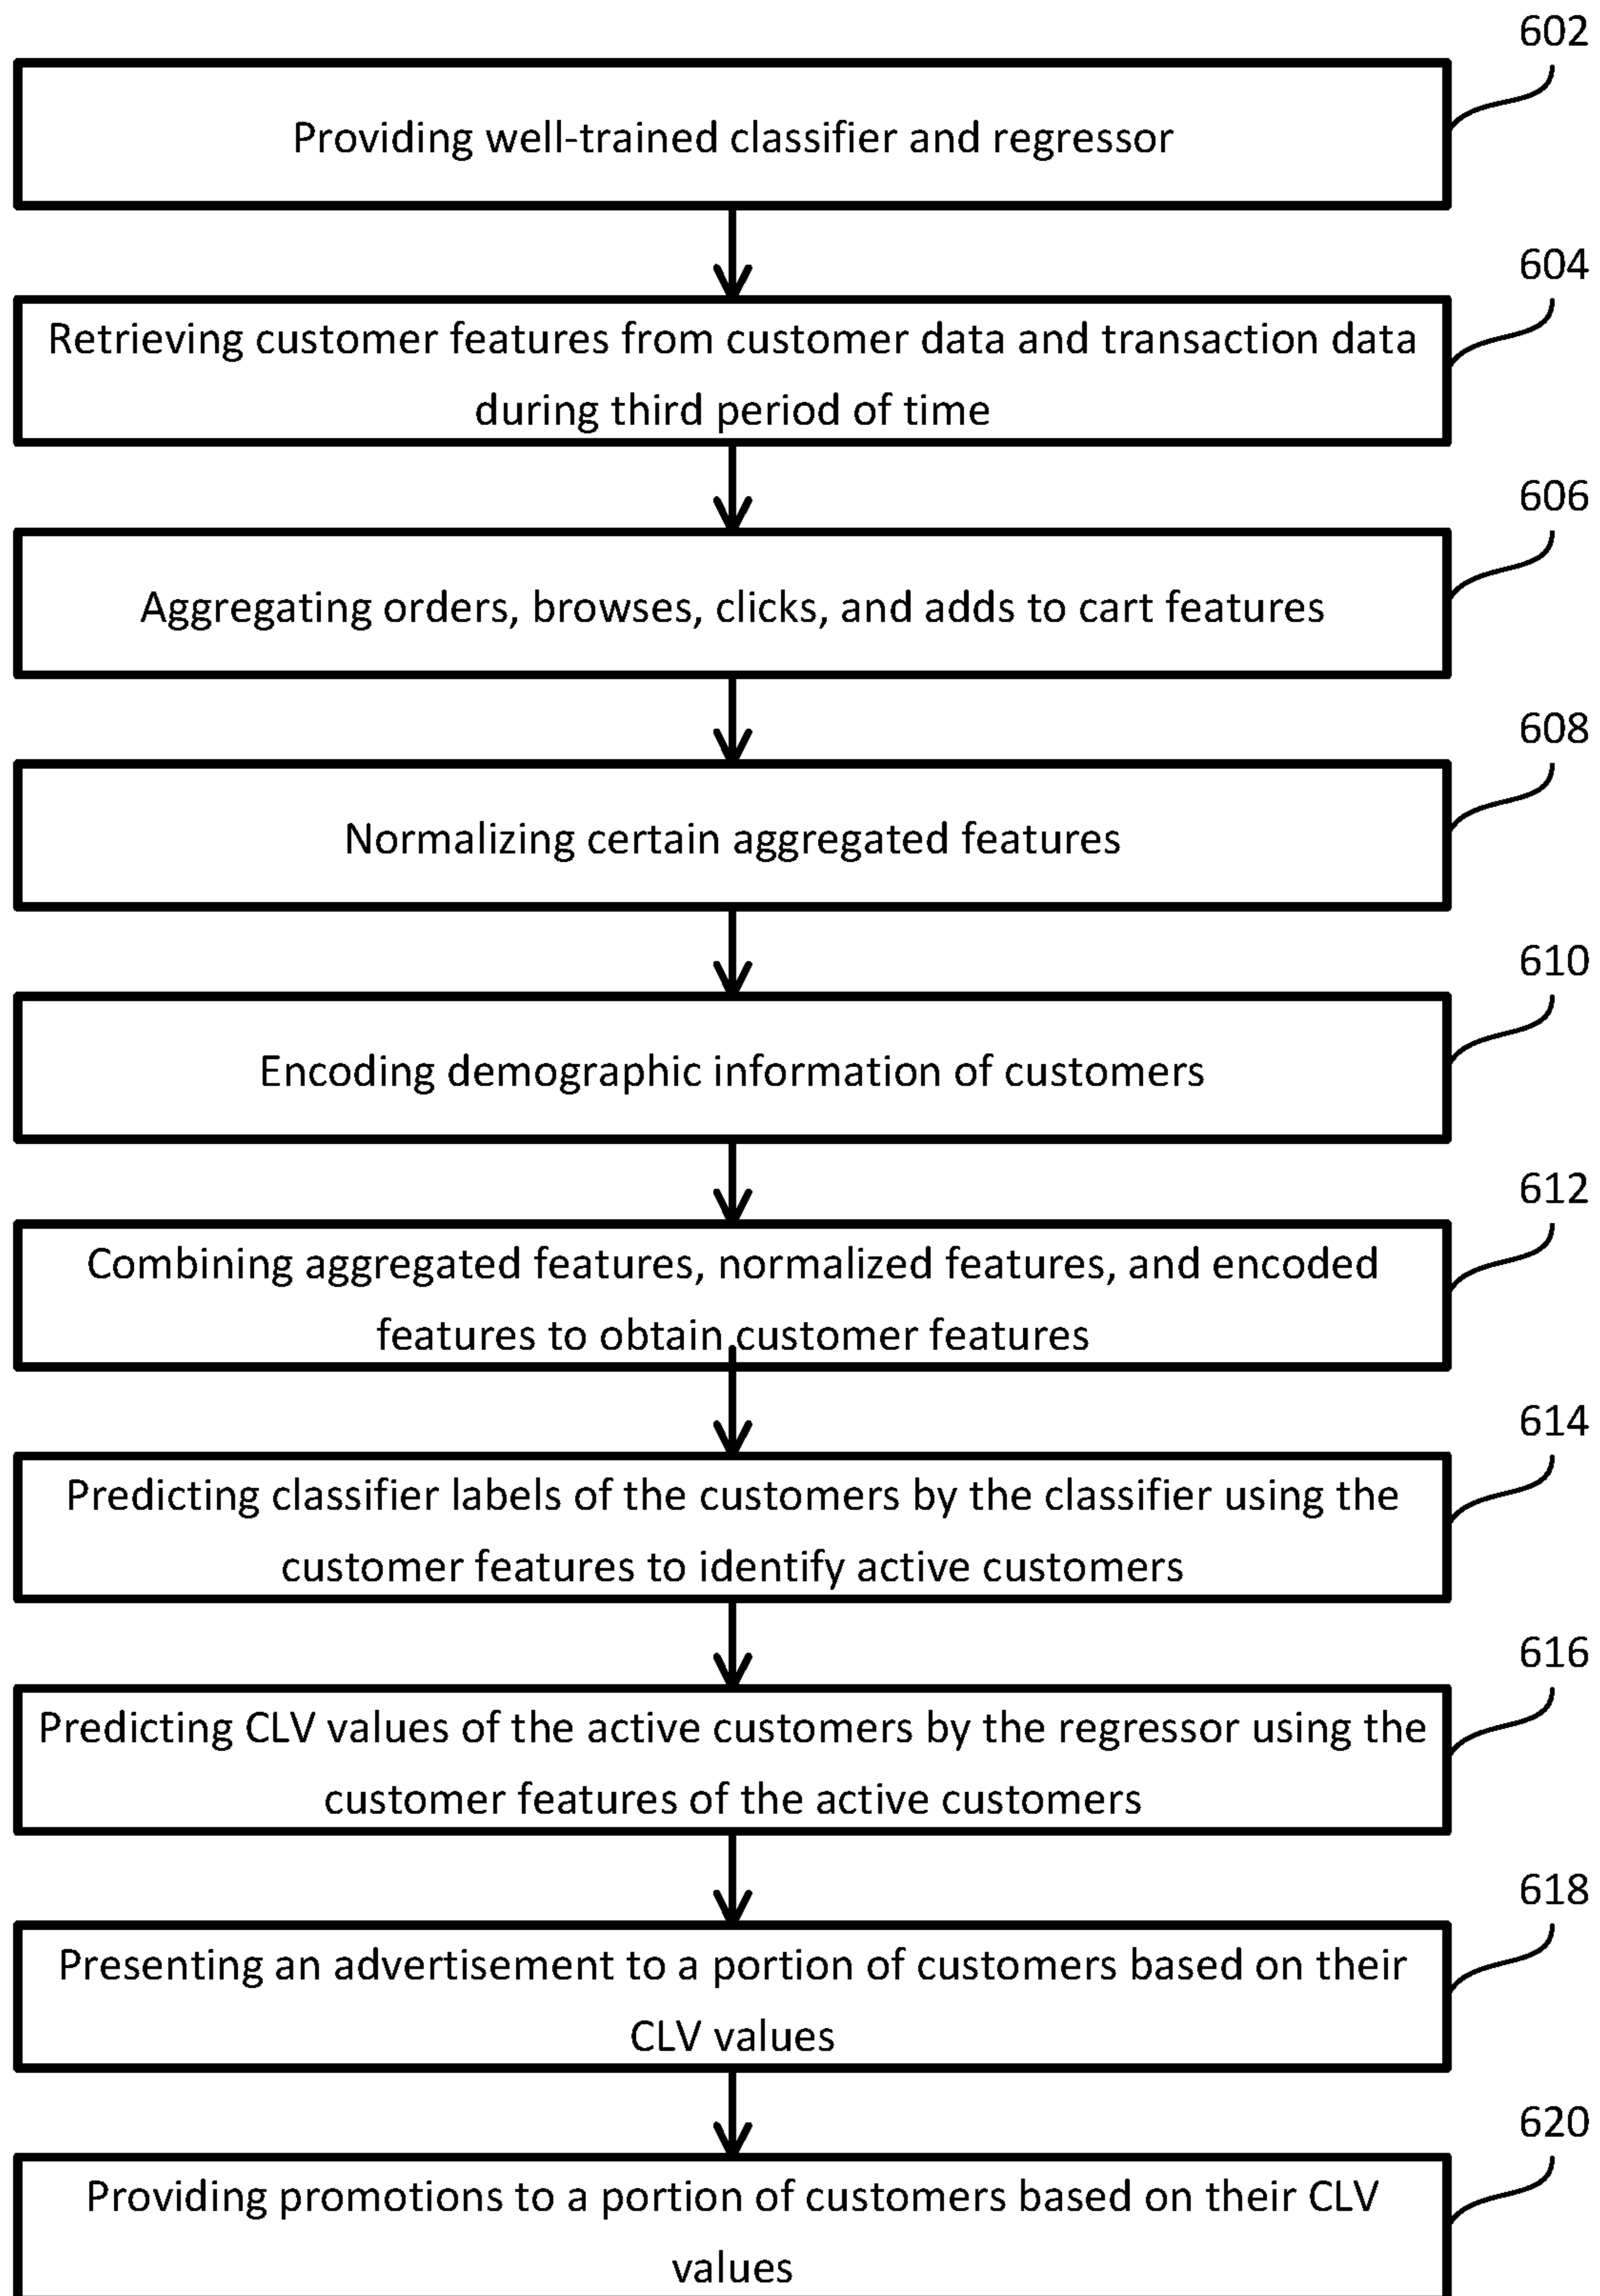 602
Providing well-trained classifier and regressor
604
Retrieving customer features from customer data and transaction data
during third period of time
606
Aggregating orders, browses, clicks, and adds to cart features
608
Normalizing certain aggregated features
610
Encoding demographic information of customers
612
Combining aggregated features, normalized features, and encoded
features to obtain customer features
614
Predicting classifier labels of the customers by the classifier using the
customer features to identify active customers
616
Predicting CLV values of the active customers by the regressor using the
customer features of the active customers
618
Presenting an advertisement to a portion of customers based on their
CLV values
620
Providing promotions to a portion of customers based on their CLV
values